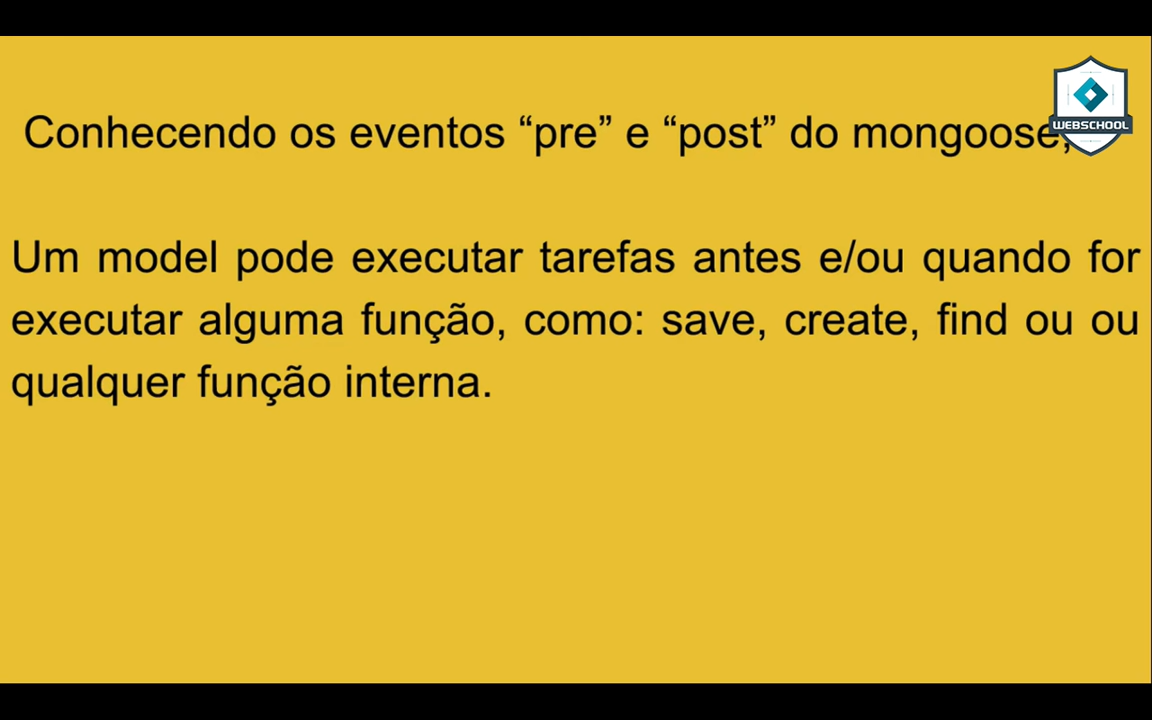 Conhecendo os eventos “pre” e “post” do mongoose,
WEBSCHOOL
Um model pode executar tarefas antes e/ou quando for
executar alguma função, como: save, create, find ou ou
qualquer função interna.